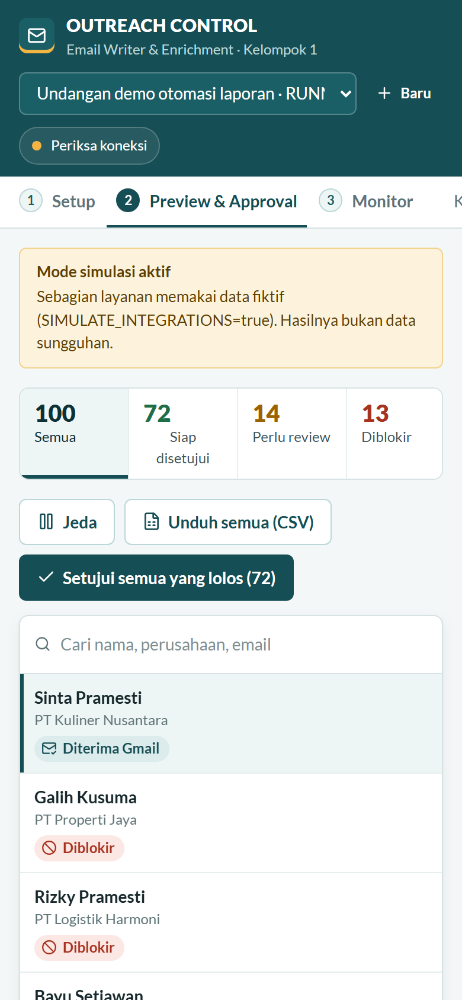 OUTREACH CONTROL
Email Writer & Enrichment · Kelompok 1
Undangan demo otomasi laporan ·
Baru
Periksa koneksi
1 Setup 2 Preview & Approval 3 Monitor
Mode simulasi aktif
Sebagian layanan memakai data fiktif
(SIMULATE_INTEGRATIONS=true). Hasilnya bukan data
sungguhan.
100 72 14 13
Semua Siap Perlu review Diblokir
disetujui
Jeda Unduh semua (CSV)
Setujui semua yang lolos (72)
Cari nama, perusahaan, email
Sinta Pramesti
PT Kuliner Nusantara
Diterima Gmail
Galih Kusuma
PT Properti Jaya
Diblokir
Rizky Pramesti
PT Logistik Harmoni
Diblokir
Bayu Setiawan